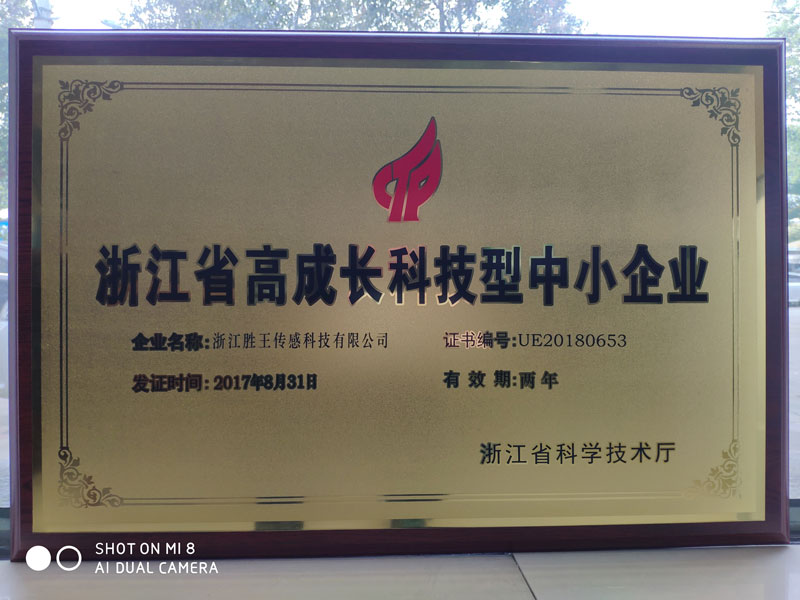 浙江省高成长科技型中小企业
企业名称:浙江胜王传感科技有限公司 证书编号:UE20180653
发证时间:2017年8月31日 有效期:两年
浙江省科学技术厅
SHOT ON MI 8
AI DUAL CAMERA